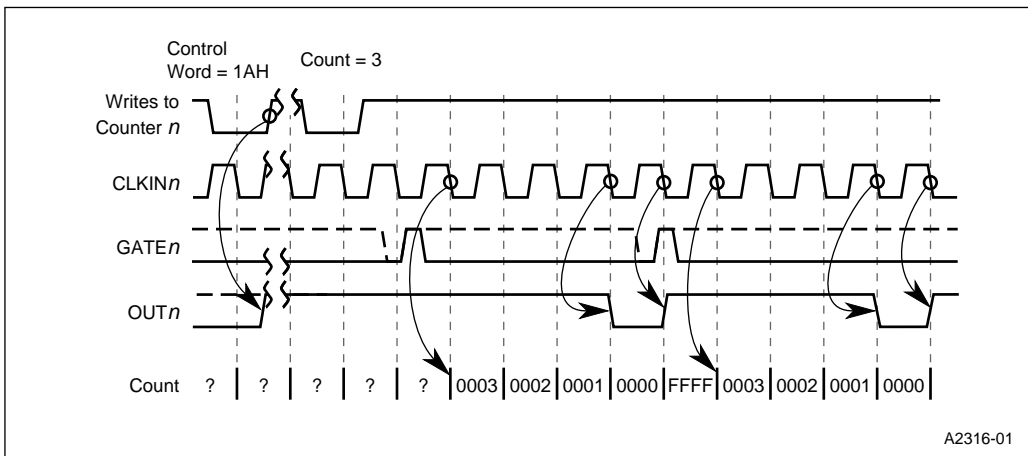 Control
Word = 1AH
Count = 3
Writes to
Counter n
CLKINn
GATEn
OUTn
Count ? ? ? ? ? 0003 0002 0001 0000 FFFF 0003 0002 0001 0000
A2316-01